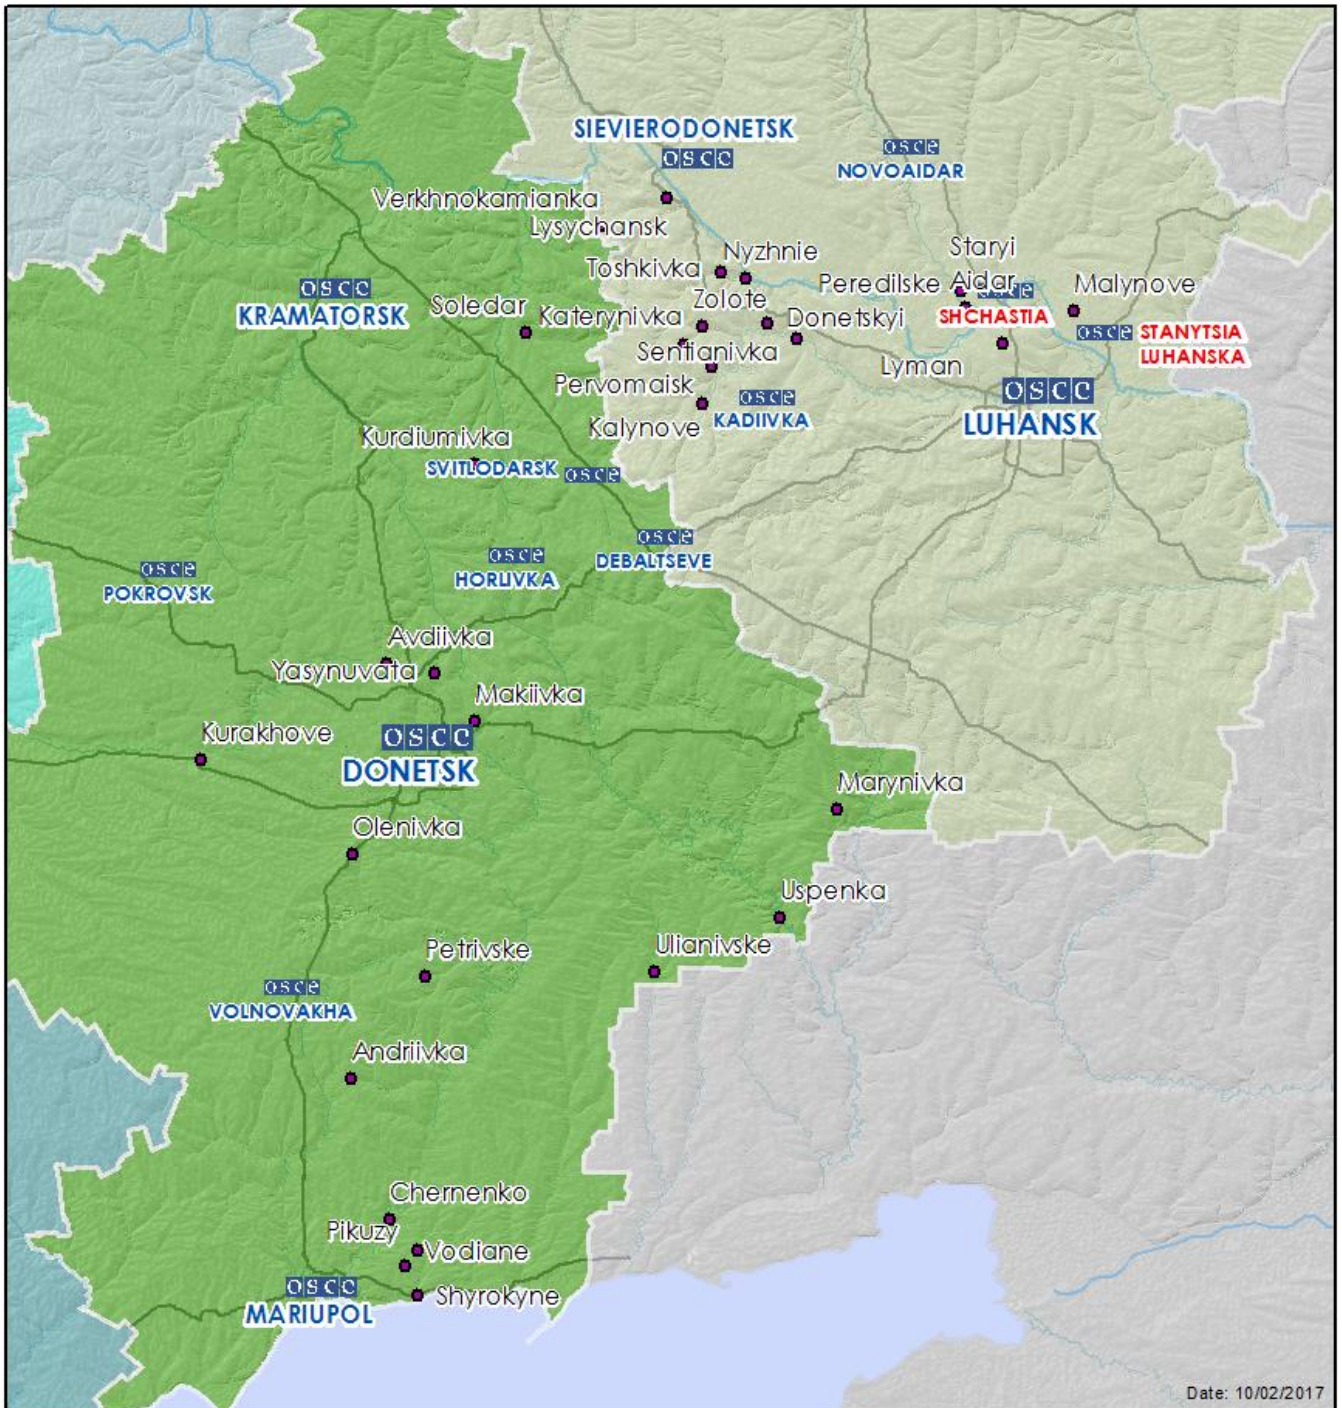 SIEVIERODONETSK
osce
osce
NOVOAIDAR
Verkhnokamianka
Lysychansk
Toshkivka
Nyzhnie
Staryi
Aidar
Peredilske
Malynove
osce
KRAMATORSK
Soledar
Katerynivka
Zolote
Donetskyi
osce
SHCHASTIA
osce
STANYTSIA
LUHANSKA
Sentianivka
Lyman
Pervomaisk
Kalynove
osce
KADIIVKA
osce
LUHANSK
Kurdiumivka
SVITLODARSK
osce
osce
DEBALTSEVE
osce
HORLIVKA
osce
POKROVSK
Avdiivka
Yasynuvata
Makiivka
Kurakhove
osce
DONETSK
Marynivka
Olenivka
Uspenka
Petrivske
Ulianivske
osce
VOLNOVAKHA
Andriivka
Chernenko
Pikuzy
Vodiane
osce
MARIUPOL
Shyrokyne
Date: 10/02/2017